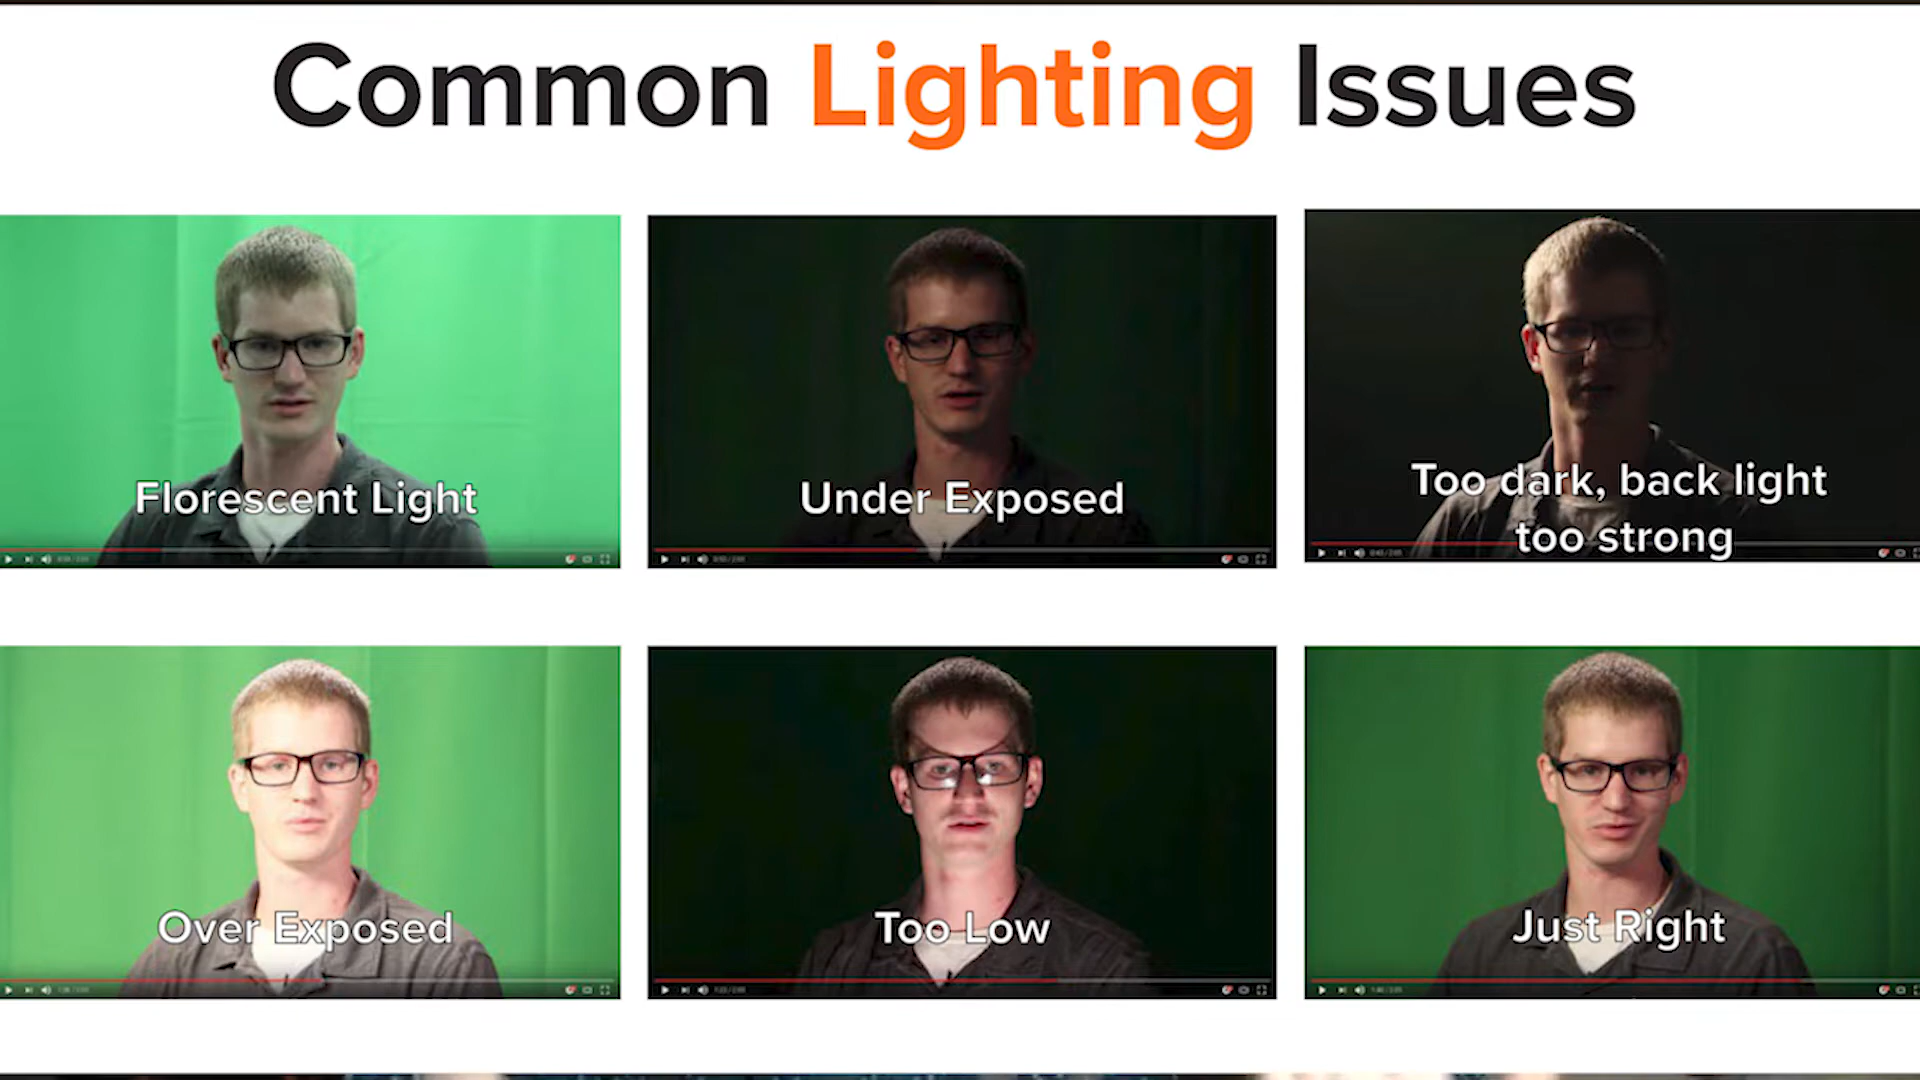 Common Lighting Issues
Florescent Light
Under Exposed
Too dark, back light
too strong
Over Exposed
Too Low
Just Right